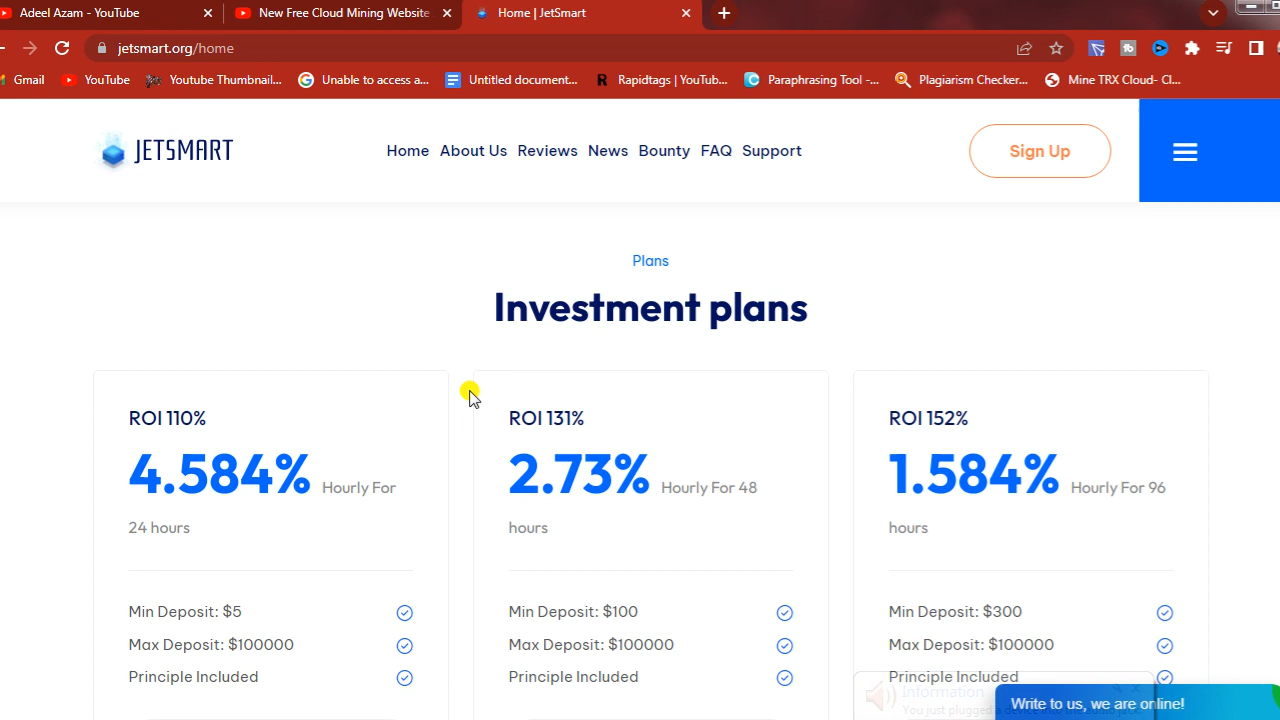 Adeel Azam - YouTube
New Free Cloud Mining Website
Home | JetSmart
jetsmart.org/home
Gmail
YouTube
Youtube Thumbnail...
Unable to access a...
Untitled document...
Rapidtags | YouTub...
Paraphrasing Tool -...
Plagiarism Checker...
Mine TRX Cloud- Cl...
JETSMART
Home
About Us
Reviews
News
Bounty
FAQ
Support
Sign Up
Plans
Investment plans
ROI 110%
4.584% Hourly For
24 hours
Min Deposit: $5
Max Deposit: $100000
Principle Included
ROI 131%
2.73% Hourly For 48
hours
Min Deposit: $100
Max Deposit: $100000
Principle Included
ROI 152%
1.584% Hourly For 96
hours
Min Deposit: $300
Max Deposit: $100000
Principle Included
Information
You just plugged a
Write to us, we are online!